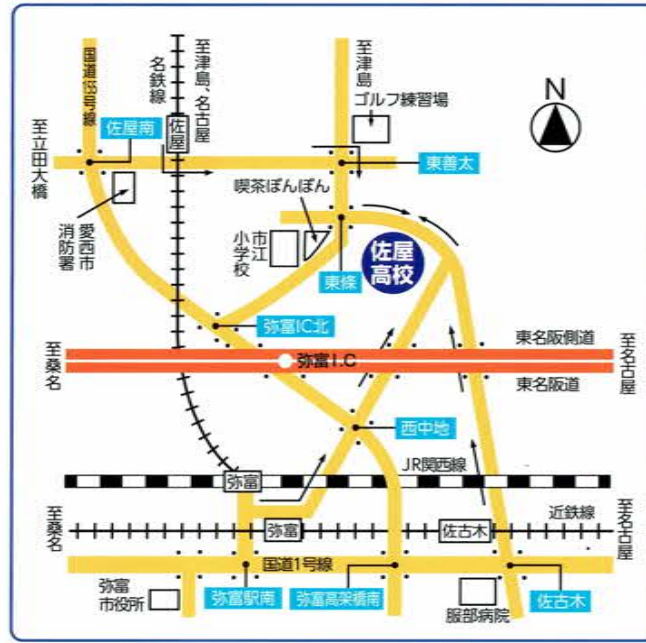 国道155号線
名鉄線
至津島、名古屋
至津島
ゴルフ練習場
N
至立田大橋
佐屋南
佐屋
東善太
愛西市
消防署
喫茶ぽんぽん
市江
小学校
東條
佐屋
高校
弥富IC北
至桑名
弥富I.C
東名阪側道
東名阪道
至名古屋
西中地
JR関西線
弥富
至桑名
弥富
佐古木
近鉄線
至名古屋
国道1号線
弥富
市役所
弥富駅南
弥富高架橋南
服部病院
佐古木